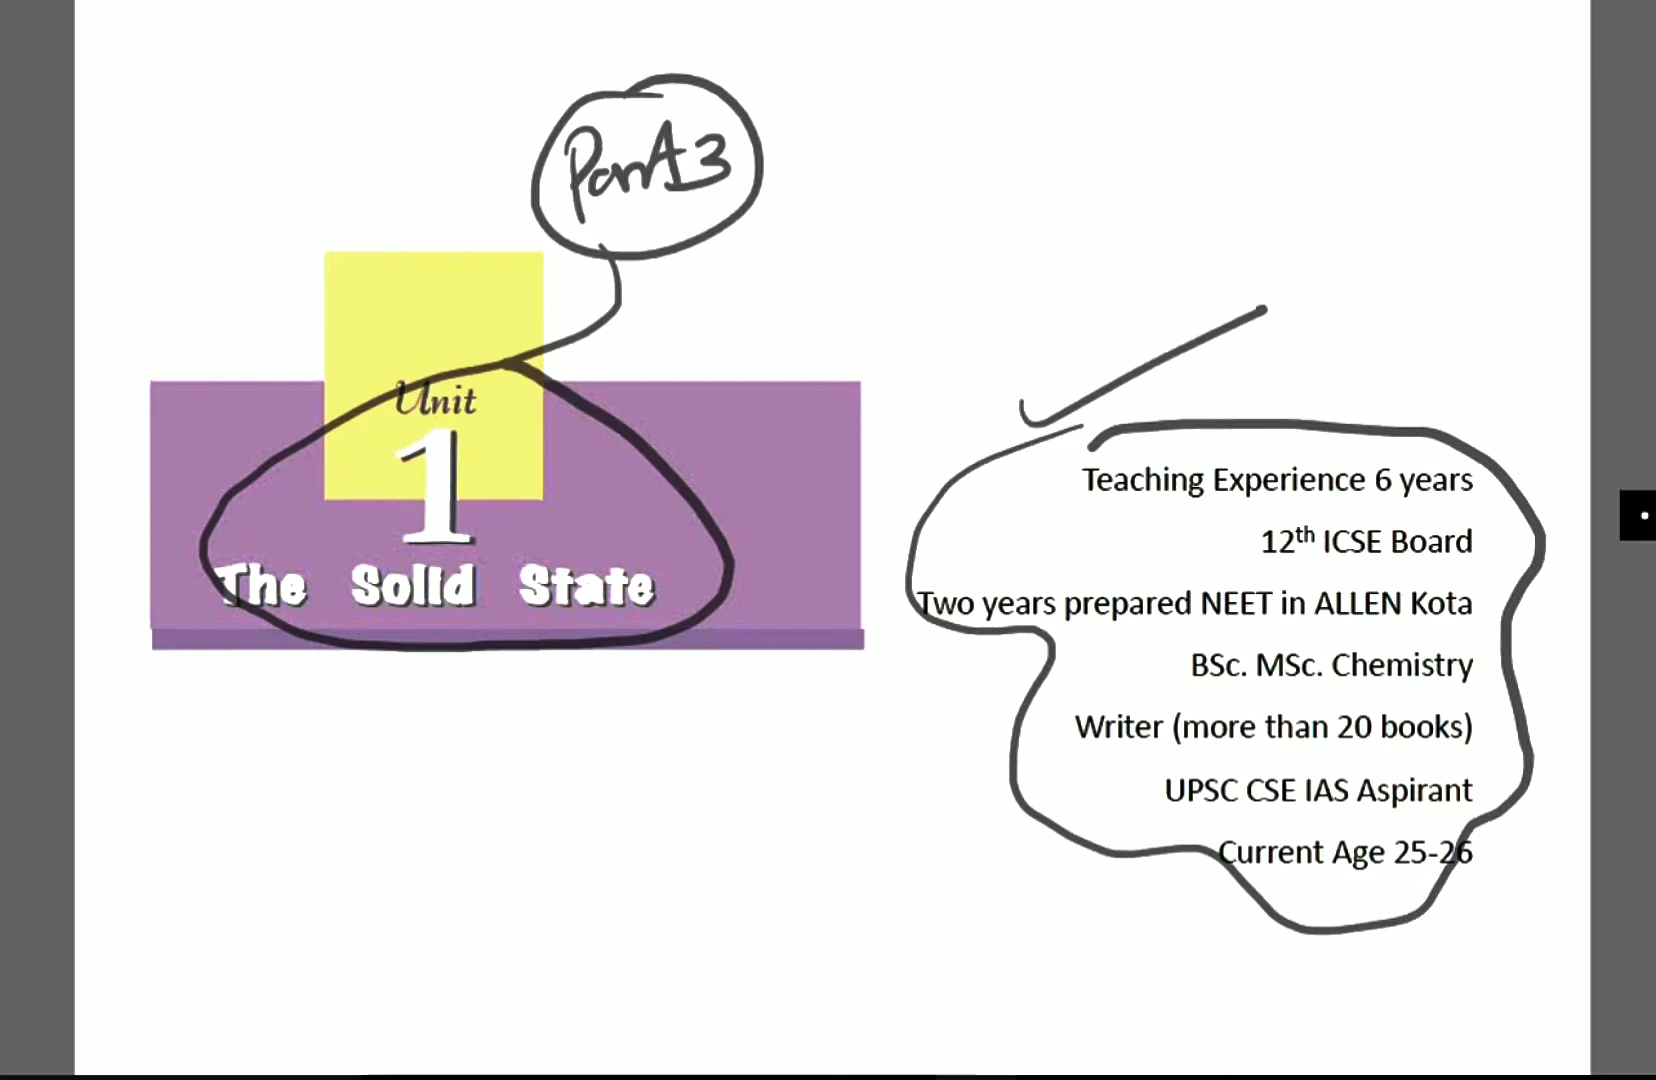 Part 3
Unit
1
The Solid State
Teaching Experience 6 years
12th ICSE Board
Two years prepared NEET in ALLEN Kota
BSc. MSc. Chemistry
Writer (more than 20 books)
UPSC CSE IAS Aspirant
Current Age 25-26